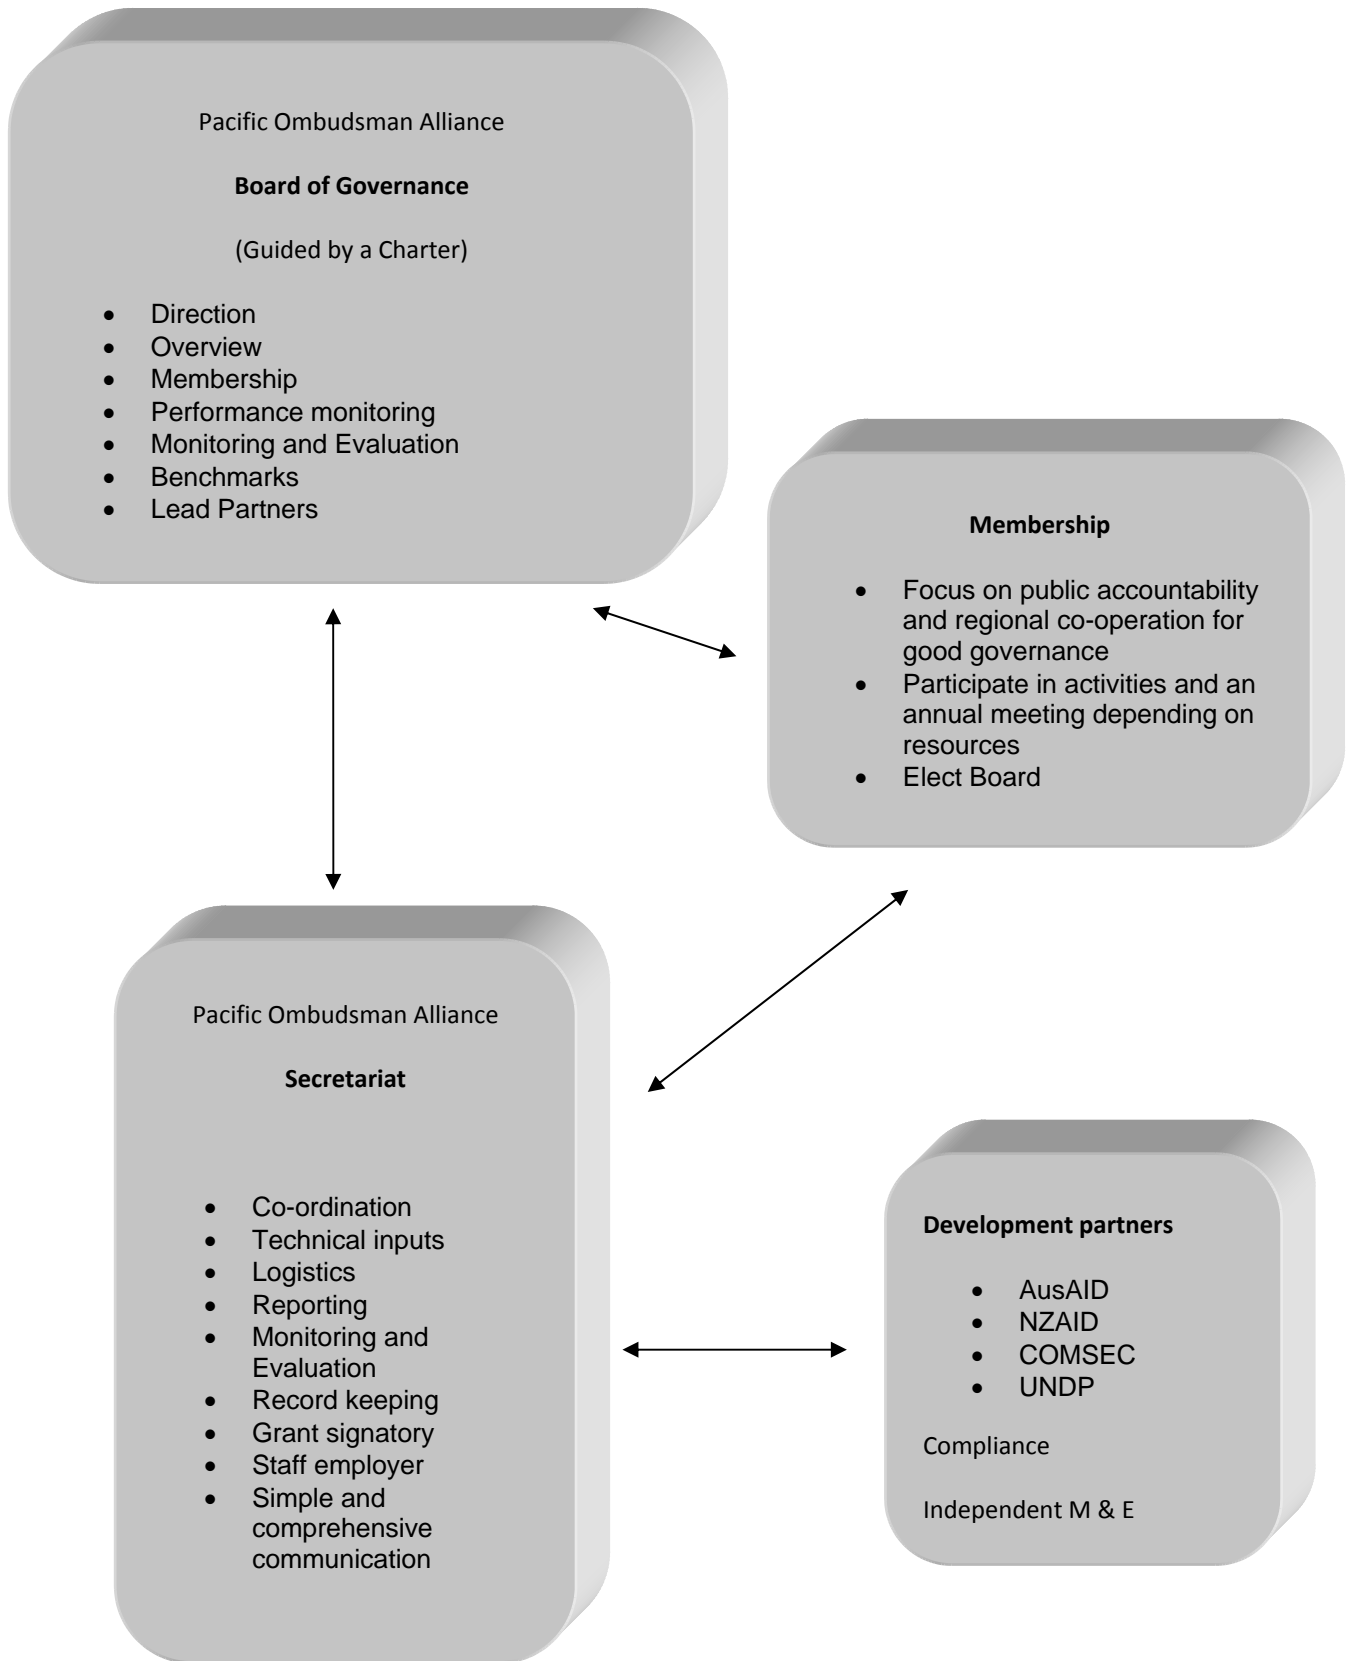 Pacific Ombudsman Alliance
Board of Governance
(Guided by a Charter)
• Direction
• Overview
• Membership
• Performance monitoring
• Monitoring and Evaluation
• Benchmarks
• Lead Partners
Membership
• Focus on public accountability
and regional co-operation for
good governance
• Participate in activities and an
annual meeting depending on
resources
• Elect Board
Pacific Ombudsman Alliance
Secretariat
• Co-ordination
• Technical inputs
• Logistics
• Reporting
• Monitoring and
Evaluation
• Record keeping
• Grant signatory
• Staff employer
• Simple and
comprehensive
communication
Development partners
• AusAID
• NZAID
• COMSEC
• UNDP
Compliance
Independent M & E